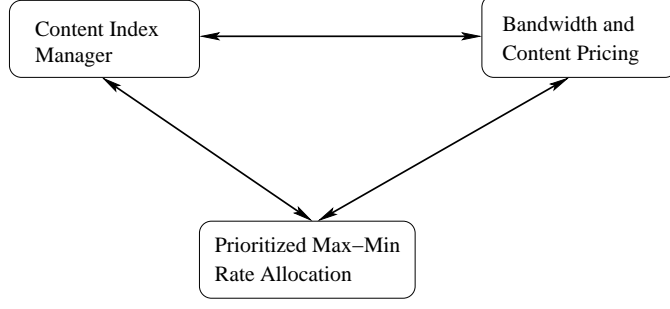 Content Index
Manager
Bandwidth and
Content Pricing
Prioritized Max−Min
Rate Allocation